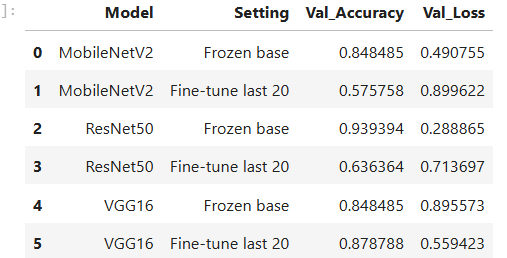 ]:
Model Setting Val_Accuracy Val_Loss
0 MobileNetV2 Frozen base 0.848485 0.490755
1 MobileNetV2 Fine-tune last 20 0.575758 0.899622
2 ResNet50 Frozen base 0.939394 0.288865
3 ResNet50 Fine-tune last 20 0.636364 0.713697
4 VGG16 Frozen base 0.848485 0.895573
5 VGG16 Fine-tune last 20 0.878788 0.559423